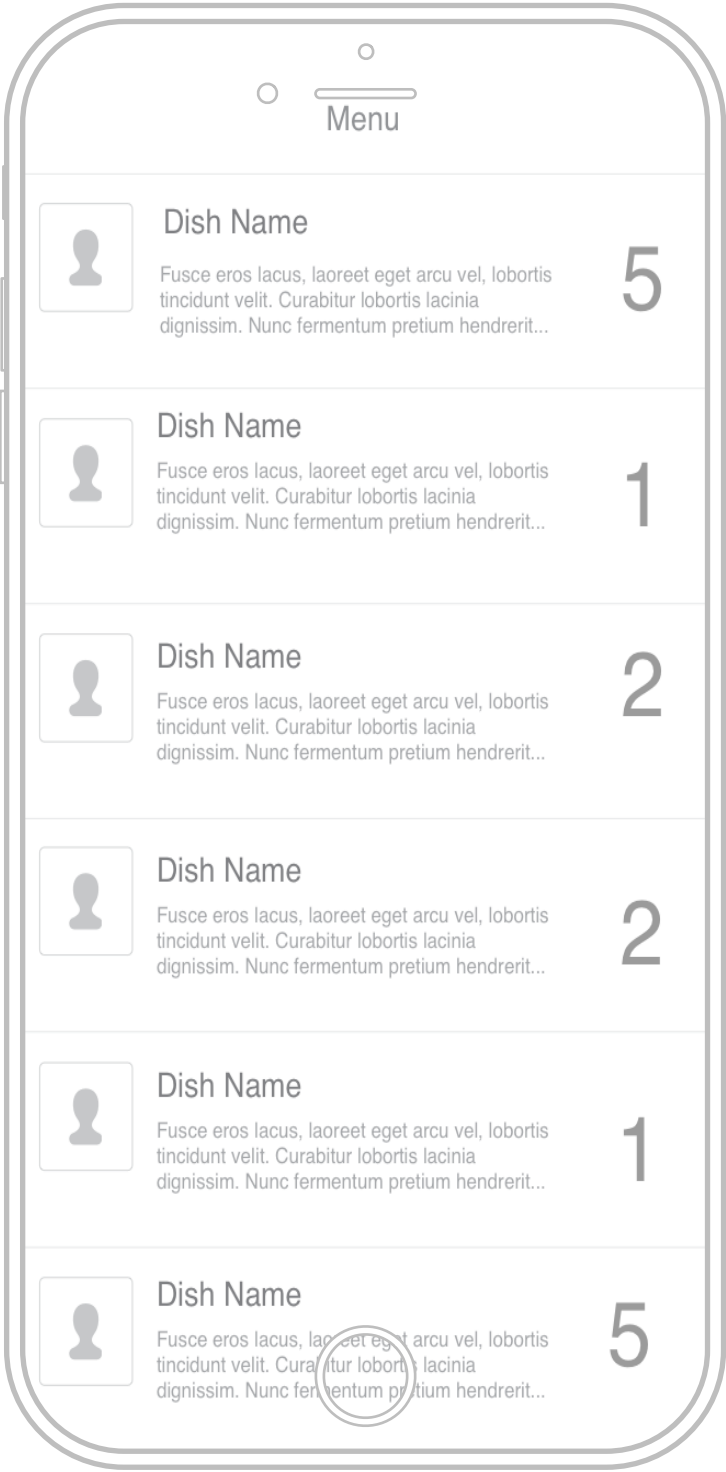 Menu
Dish Name
Fusce eros lacus, laoreet eget arcu vel, lobortis
tincidunt velit. Curabitur lobortis lacinia
dignissim. Nunc fermentum pretium hendrerit...
5
Dish Name
Fusce eros lacus, laoreet eget arcu vel, lobortis
tincidunt velit. Curabitur lobortis lacinia
dignissim. Nunc fermentum pretium hendrerit...
1
Dish Name
Fusce eros lacus, laoreet eget arcu vel, lobortis
tincidunt velit. Curabitur lobortis lacinia
dignissim. Nunc fermentum pretium hendrerit...
2
Dish Name
Fusce eros lacus, laoreet eget arcu vel, lobortis
tincidunt velit. Curabitur lobortis lacinia
dignissim. Nunc fermentum pretium hendrerit...
2
Dish Name
Fusce eros lacus, laoreet eget arcu vel, lobortis
tincidunt velit. Curabitur lobortis lacinia
dignissim. Nunc fermentum pretium hendrerit...
1
Dish Name
Fusce eros lacus, laoreet eget arcu vel, lobortis
tincidunt velit. Curabitur lobortis lacinia
dignissim. Nunc fermentum pretium hendrerit...
5